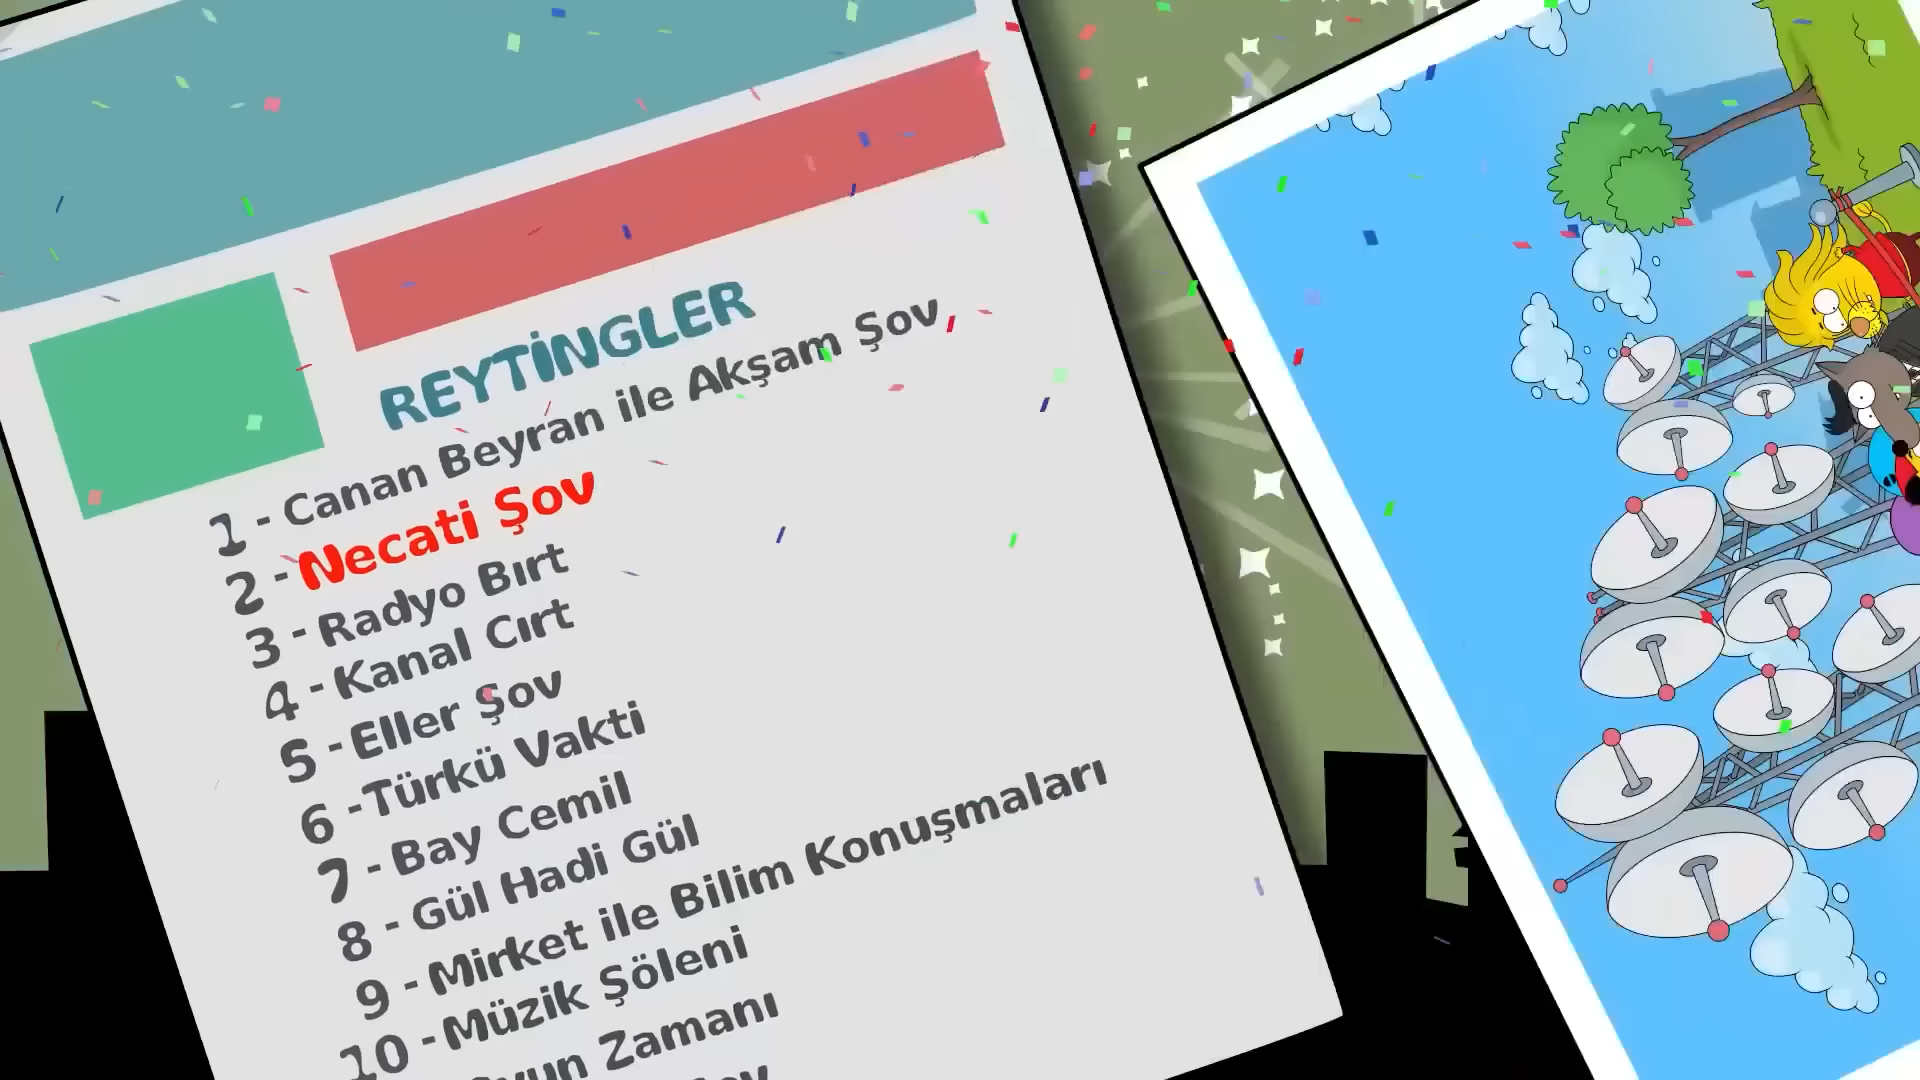 REYTİNGLER
1 - Canan Beyran ile Akşam Şov
2 - Necati Şov
3 - Radyo Bırt
4 - Kanal Cırt
5 - Eller Şov
6 - Türkü Vakti
7 - Bay Cemil
8 - Gül Hadi Gül
9 - Mirket ile Bilim Konuşmaları
10 - Müzik Şöleni
Zamanı